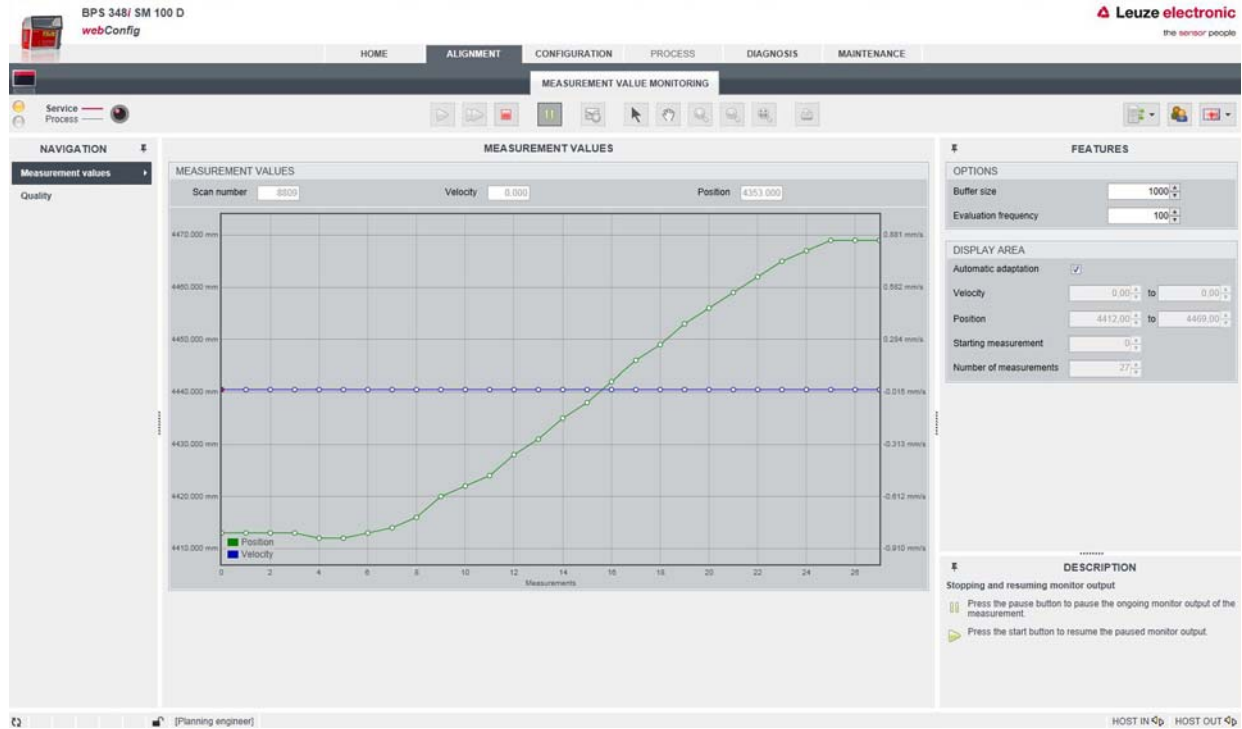 BPS 348i SM 100 D
webConfig
Leuze electronic
the sensor people
HOME ALIGNMENT CONFIGURATION PROCESS DIAGNOSIS MAINTENANCE
MEASUREMENT VALUE MONITORING
Service
Process
NAVIGATION
Measurement values
Quality
MEASUREMENT VALUES
MEASUREMENT VALUES
Scan number 8809 Velocity 0.000 Position 4353.000
4470.000 mm 0.881 mm/s
4460.000 mm 0.582 mm/s
4450.000 mm 0.284 mm/s
4440.000 mm -0.015 mm/s
4430.000 mm -0.313 mm/s
4420.000 mm -0.612 mm/s
4410.000 mm -0.910 mm/s
Position
Velocity
0 2 4 6 8 10 12 14 16 18 20 22 24 26
Measurements
FEATURES
OPTIONS
Buffer size 1000
Evaluation frequency 100
DISPLAY AREA
Automatic adaptation
Velocity 0,00 to 0,00
Position 4412,00 to 4469,00
Starting measurement 0
Number of measurements 27
DESCRIPTION
Stopping and resuming monitor output
Press the pause button to pause the ongoing monitor output of the
measurement.
Press the start button to resume the paused monitor output.
[Planning engineer]
HOST IN HOST OUT